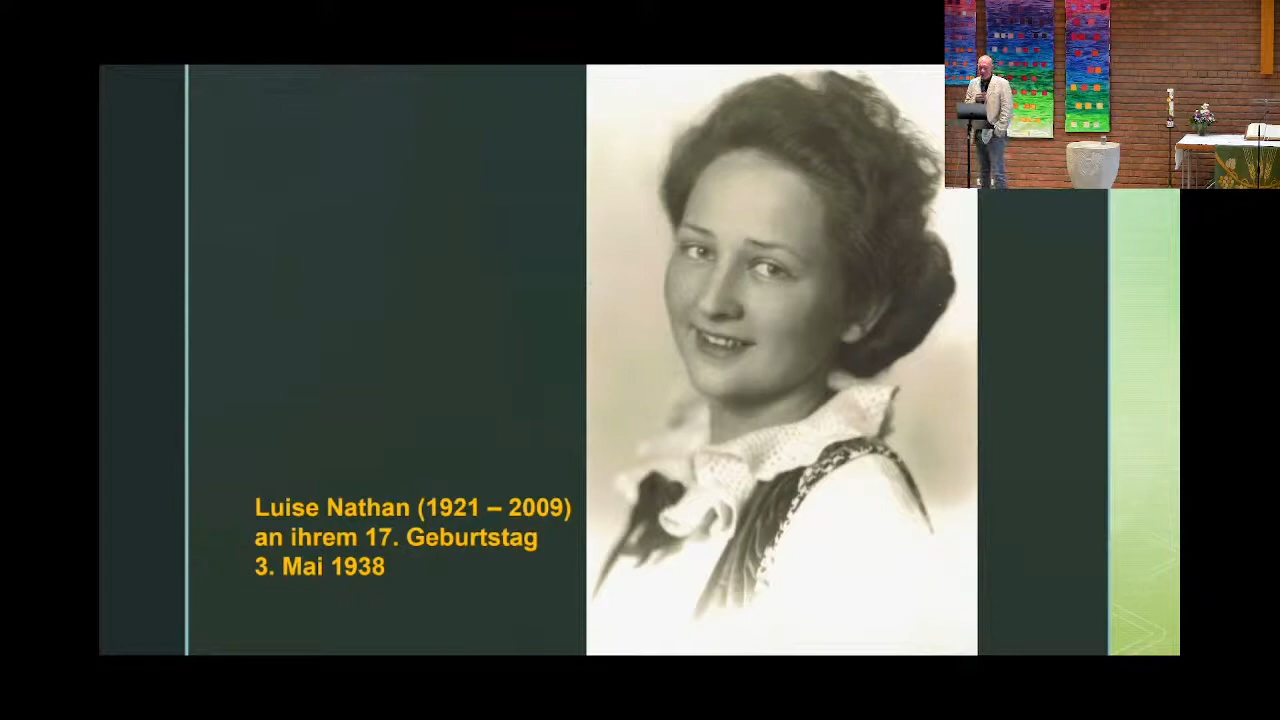 Luise Nathan (1921 – 2009)
an ihrem 17. Geburtstag
3. Mai 1938